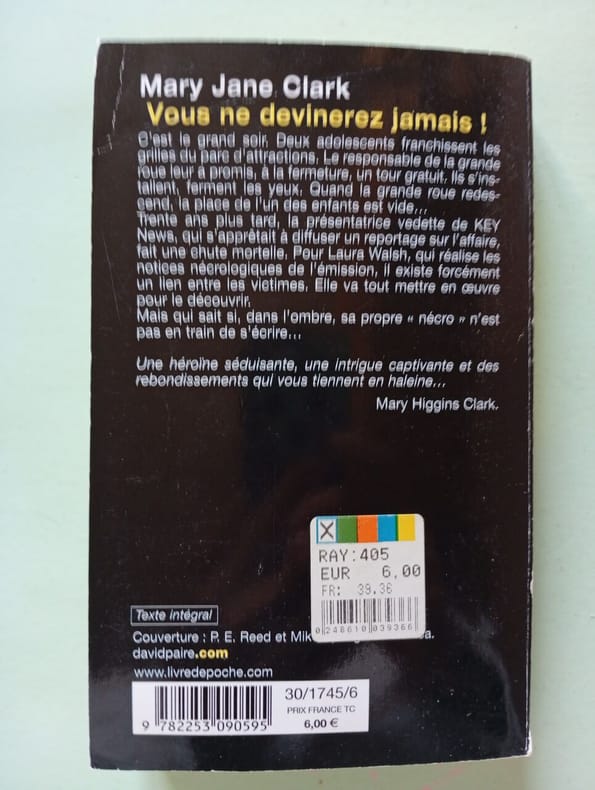 Mary Jane Clark
Vous ne devinerez jamais !
C'est le grand soir. Deux adolescents franchissent les
grilles du parc d'attractions. Le responsable de la grande
roue leur a promis, à la fermeture, un tour gratuit. Ils s'ins-
tallent, ferment les yeux. Quand la grande roue redes-
cend, la place de l'un des enfants est vide...
Trente ans plus tard, la présentatrice vedette de KEY
News, qui s'apprêtait à diffuser un reportage sur l'affaire,
fait une chute mortelle. Pour Laura Walsh, qui réalise les
notices nécrologiques de l'émission, il existe forcément
un lien entre les victimes. Elle va tout mettre en œuvre
pour le découvrir.
Mais qui sait si, dans l'ombre, sa propre « nécro » n'est
pas en train de s'écrire...
Une héroïne séduisante, une intrigue captivante et des
rebondissements qui vous tiennent en haleine...
Mary Higgins Clark.
X
RAY:405
EUR 6,00
FR: 39.36
0 248610 039366
Texte intégral
Couverture : P. E. Reed et Mik
davidpaire.com
www.livredepoche.com
9 782253 090595
30/1745/6
PRIX FRANCE TC
6,00 €